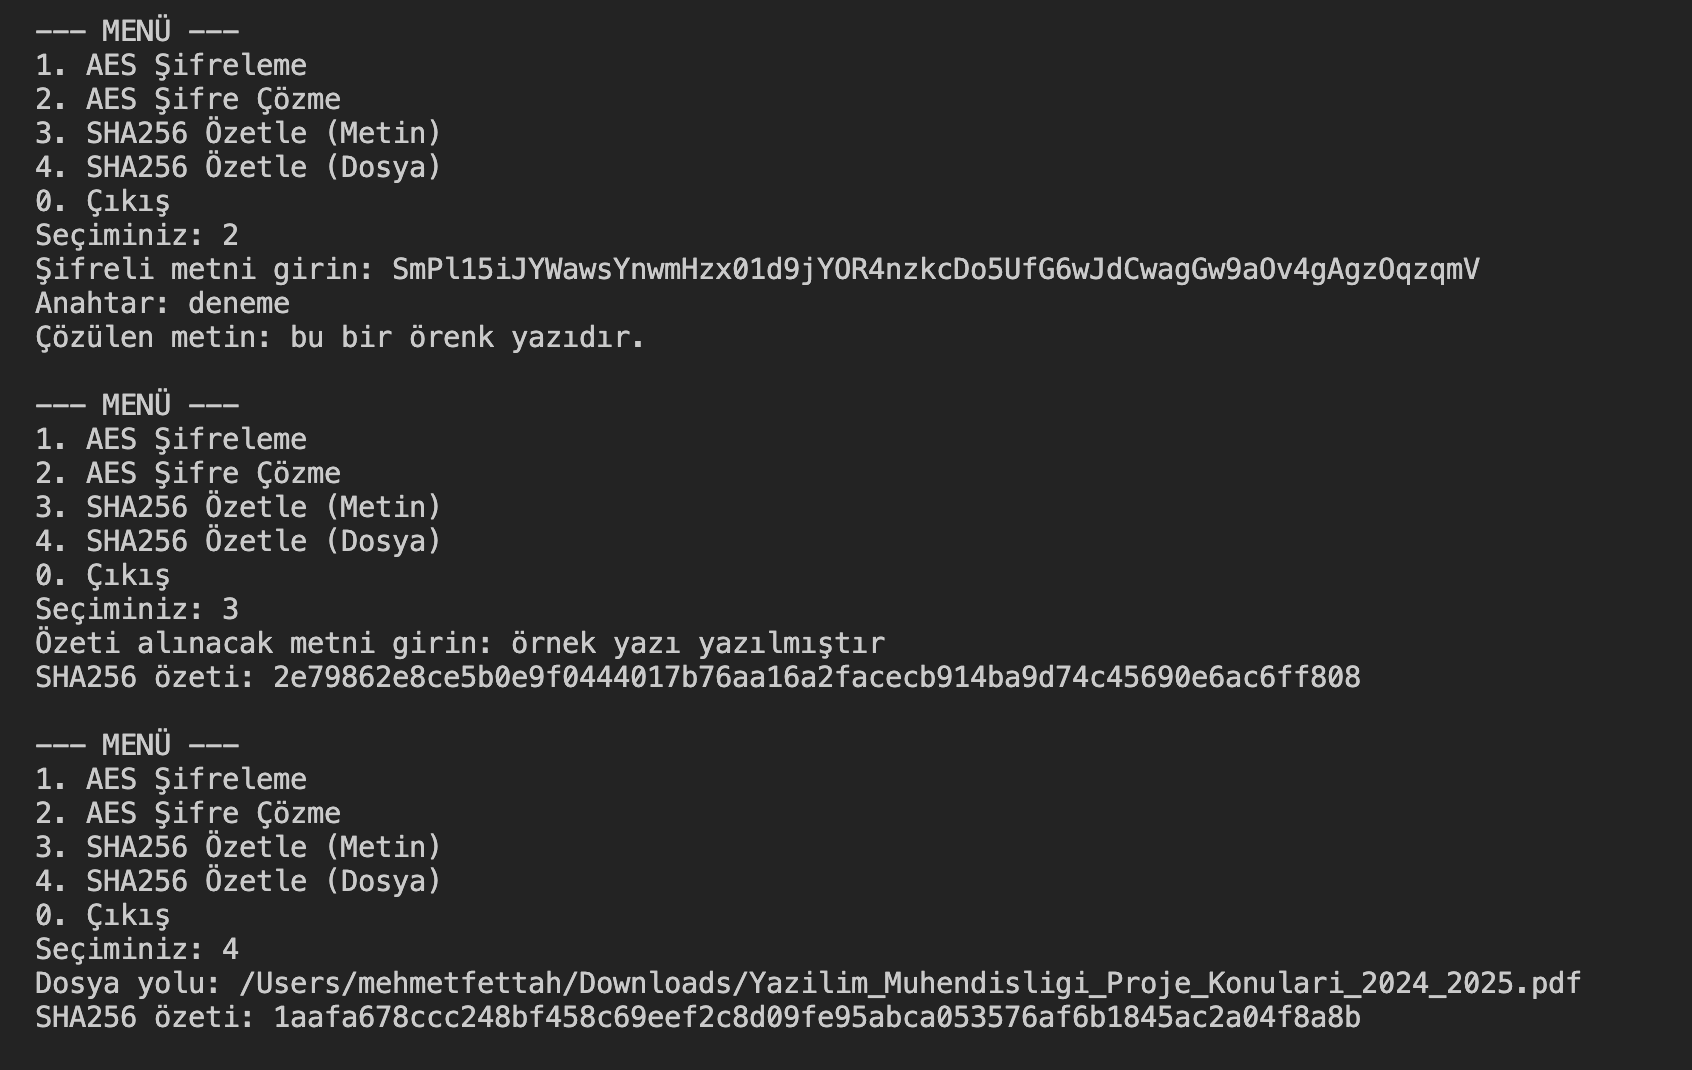 --- MENÜ ---
1. AES Şifreleme
2. AES Şifre Çözme
3. SHA256 Özetle (Metin)
4. SHA256 Özetle (Dosya)
0. Çıkış
Seçiminiz: 2
Şifreli metni girin: SmPl15iJYWawsYnwmHzx01d9jYOR4nzkcDo5UfG6wJdCwagGw9aOv4gAgzOqzqmV
Anahtar: deneme
Çözülen metin: bu bir örenk yazıdır.
--- MENÜ ---
1. AES Şifreleme
2. AES Şifre Çözme
3. SHA256 Özetle (Metin)
4. SHA256 Özetle (Dosya)
0. Çıkış
Seçiminiz: 3
Özeti alınacak metni girin: örnek yazı yazılmıştır
SHA256 özeti: 2e79862e8ce5b0e9f0444017b76aa16a2facecb914ba9d74c45690e6ac6ff808
--- MENÜ ---
1. AES Şifreleme
2. AES Şifre Çözme
3. SHA256 Özetle (Metin)
4. SHA256 Özetle (Dosya)
0. Çıkış
Seçiminiz: 4
Dosya yolu: /Users/mehmetfettah/Downloads/Yazilim_Muhendisligi_Proje_Konulari_2024_2025.pdf
SHA256 özeti: 1aafa678ccc248bf458c69eef2c8d09fe95abca053576af6b1845ac2a04f8a8b